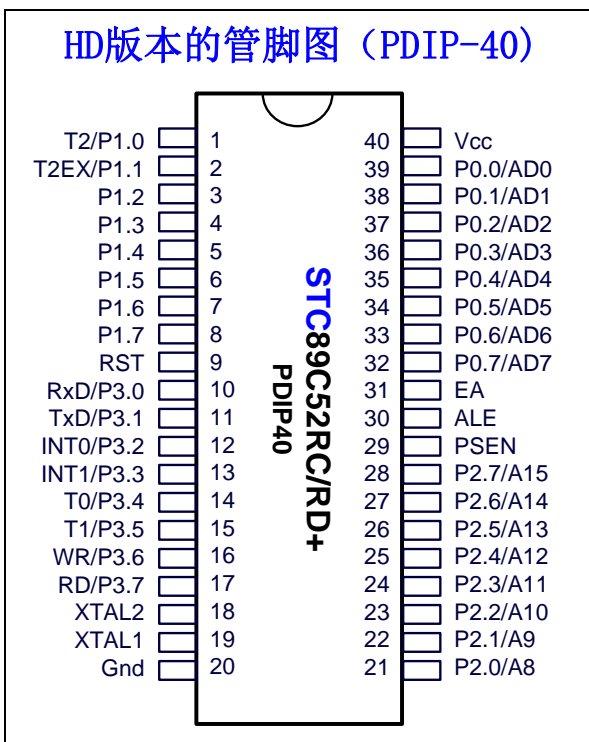 HD版本的管脚图（PDIP-40）
T2/P1.0 1 40 Vcc
T2EX/P1.1 2 39 P0.0/AD0
P1.2 3 38 P0.1/AD1
P1.3 4 37 P0.2/AD2
P1.4 5 36 P0.3/AD3
P1.5 6 35 P0.4/AD4
P1.6 7 34 P0.5/AD5
P1.7 8 33 P0.6/AD6
RST 9 32 P0.7/AD7
RxD/P3.0 10 31 EA
TxD/P3.1 11 30 ALE
INT0/P3.2 12 29 PSEN
INT1/P3.3 13 28 P2.7/A15
T0/P3.4 14 27 P2.6/A14
T1/P3.5 15 26 P2.5/A13
WR/P3.6 16 25 P2.4/A12
RD/P3.7 17 24 P2.3/A11
XTAL2 18 23 P2.2/A10
XTAL1 19 22 P2.1/A9
Gnd 20 21 P2.0/A8
STC89C52RC/RD+
PDIP40